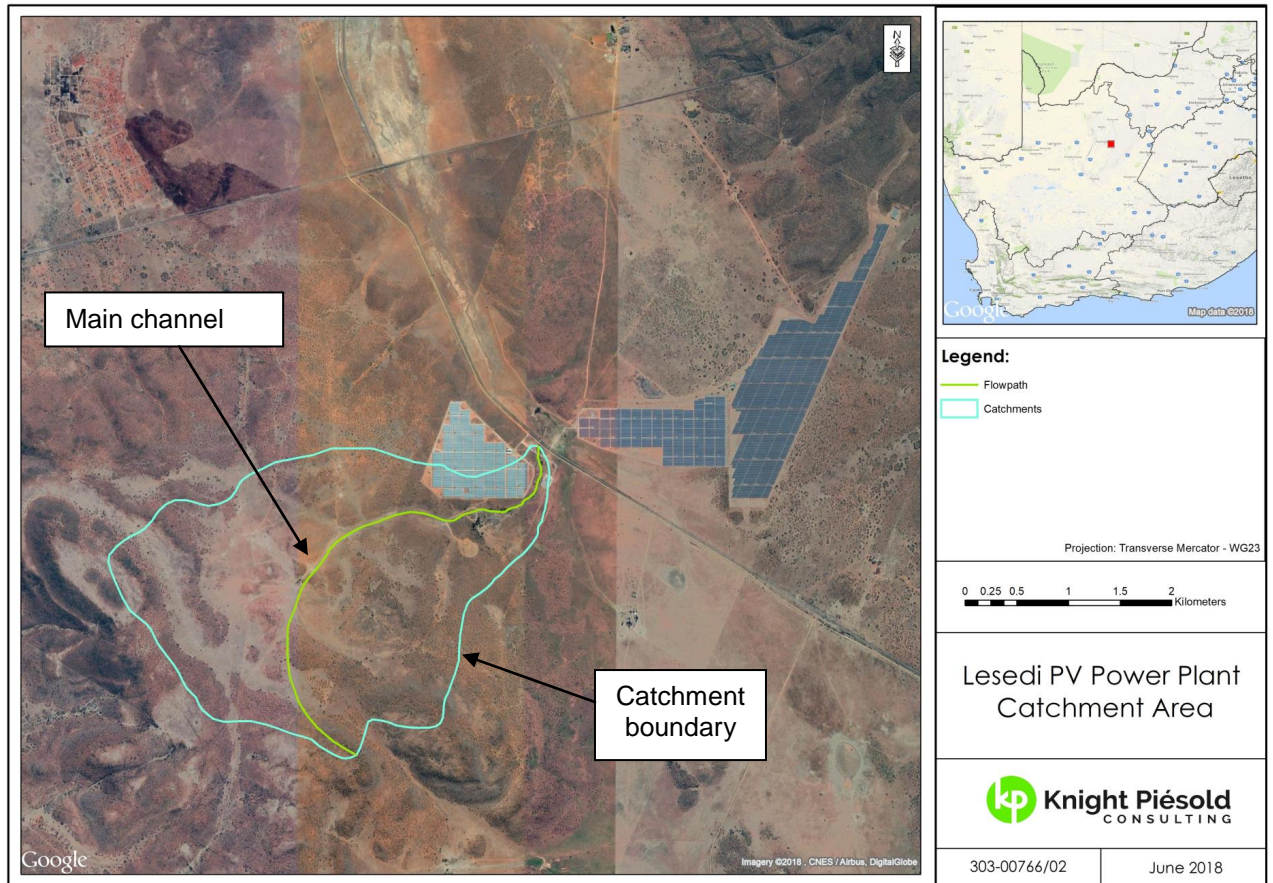 Main channel
Catchment
boundary
N
Google
Imagery ©2018 , CNES / Airbus, DigitalGlobe
Google
Map data ©2018
Legend:
Flowpath
Catchments
Projection: Transverse Mercator - WG23
0 0.25 0.5 1 1.5 2
Kilometers
Lesedi PV Power Plant
Catchment Area
kp Knight Piésold
CONSULTING
303-00766/02
June 2018